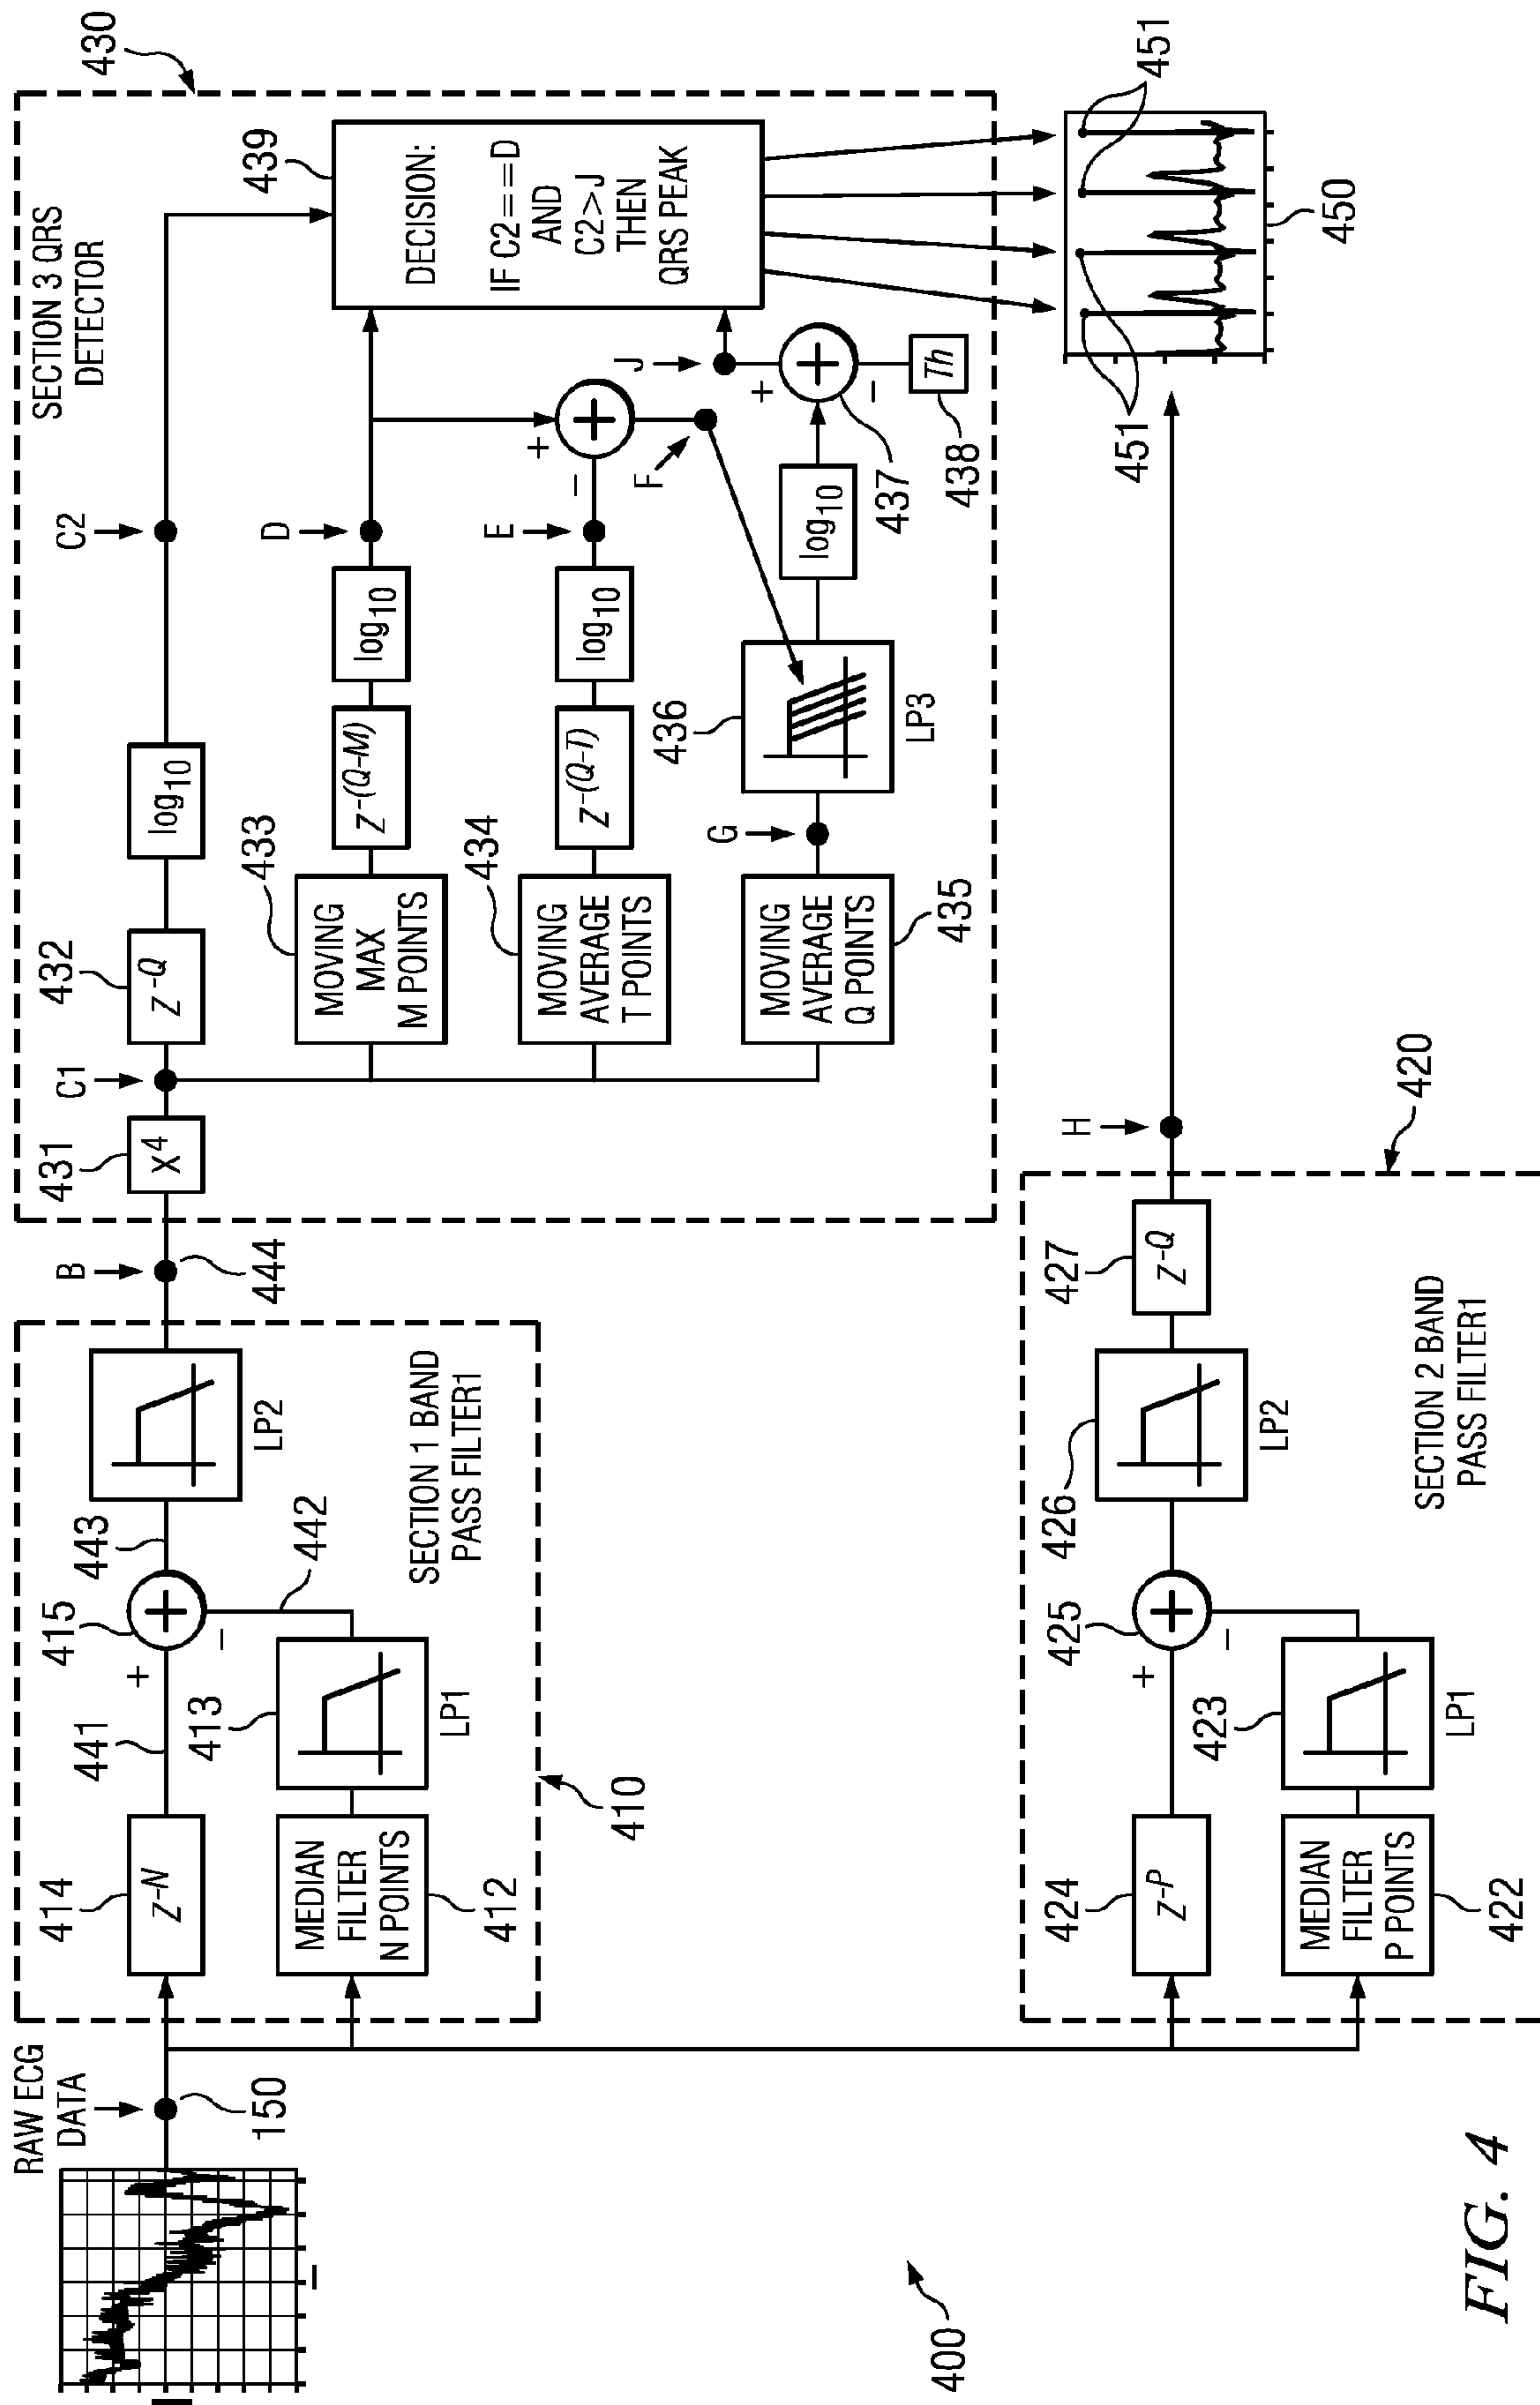 RAW ECG
DATA
150
400
414
Z-N
441
415
+
−
443
442
MEDIAN
FILTER
N POINTS
412
413
LP1
LP2
SECTION 1 BAND
PASS FILTER1
410
B
444
SECTION 3 QRS
DETECTOR
430
431
X4
C1
432
Z-Q
log10
C2
433
MOVING
MAX
M POINTS
Z-(Q-M)
log10
D
434
MOVING
AVERAGE
T POINTS
Z-(Q-T)
log10
E
−
+
F
435
MOVING
AVERAGE
Q POINTS
G
436
LP3
log10
437
+
−
J
Th
438
439
DECISION:
IF C2==D
AND
C2>J
THEN
QRS PEAK
424
Z-P
+
−
425
MEDIAN
FILTER
P POINTS
422
423
LP1
426
LP2
427
Z-Q
SECTION 2 BAND
PASS FILTER1
420
H
451
451
450
FIG. 4